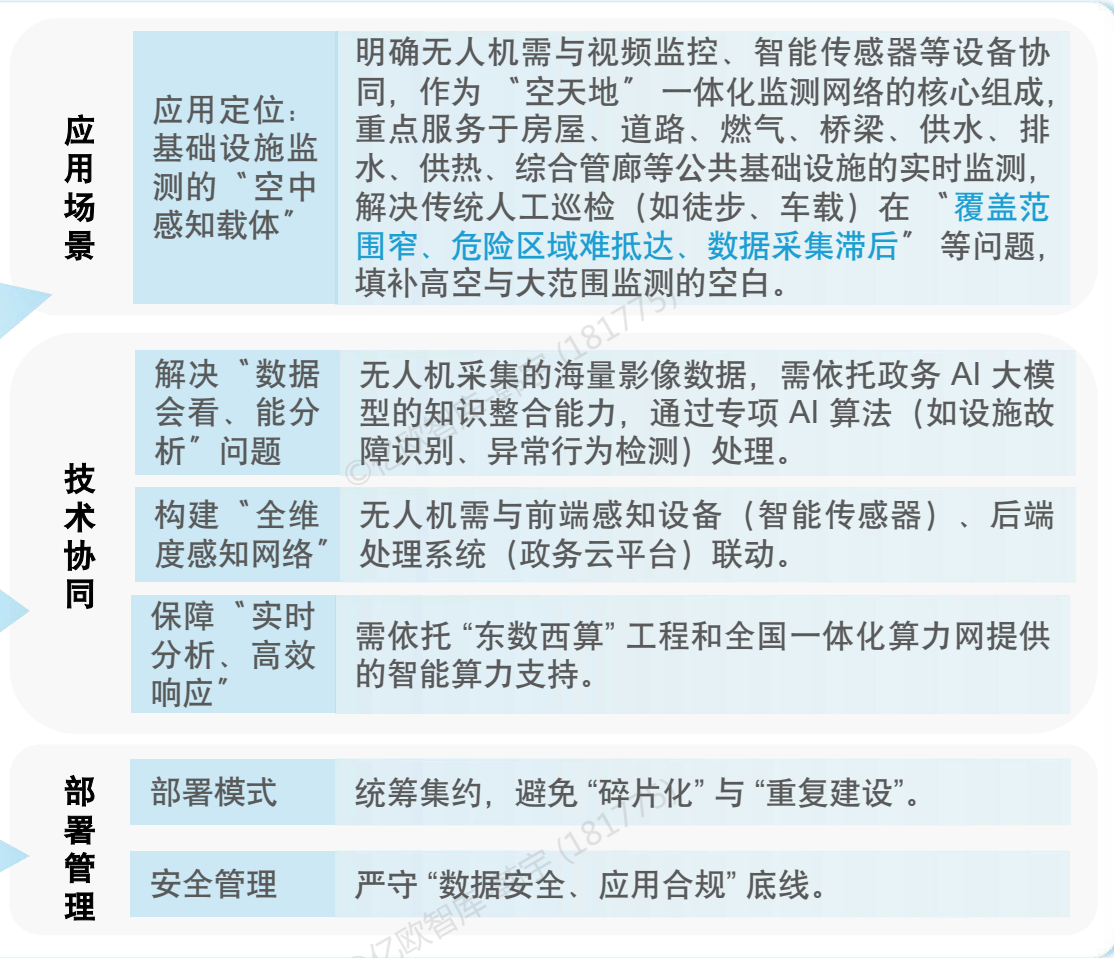 应用场景
应用定位：
基础设施监
测的〝空中
感知载体〞
明确无人机需与视频监控、智能传感器等设备协
同，作为 〝空天地〞 一体化监测网络的核心组成，
重点服务于房屋、道路、燃气、桥梁、供水、排
水、供热、综合管廊等公共基础设施的实时监测，
解决传统人工巡检（如徒步、车载）在 〝覆盖范
围窄、危险区域难抵达、数据采集滞后〞 等问题，
填补高空与大范围监测的空白。
技术协同
解决〝数据
会看、能分
析〞问题
无人机采集的海量影像数据，需依托政务 AI 大模
型的知识整合能力，通过专项 AI 算法（如设施故
障识别、异常行为检测）处理。
构建〝全维
度感知网络〞
无人机需与前端感知设备（智能传感器）、后端
处理系统（政务云平台）联动。
保障〝实时
分析、高效
响应〞
需依托 “东数西算” 工程和全国一体化算力网提供
的智能算力支持。
部署管理
部署模式
统筹集约，避免 “碎片化” 与 “重复建设”。
安全管理
严守 “数据安全、应用合规” 底线。
(181775)